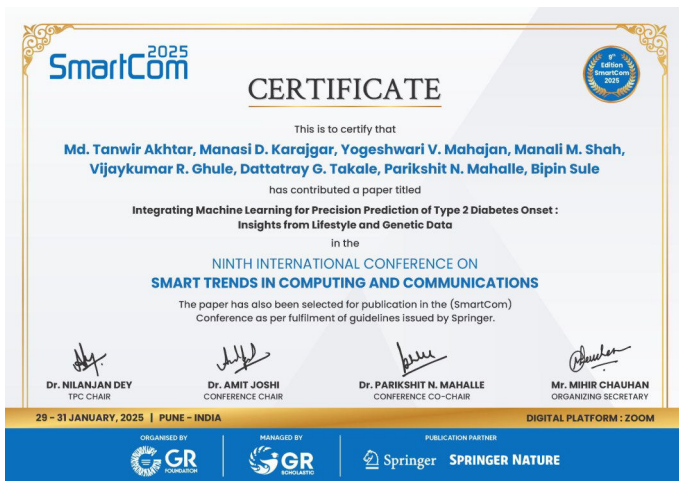 SmartCom 2025
9th
Edition
SmartCom
2025
CERTIFICATE
This is to certify that
Md. Tanwir Akhtar, Manasi D. Karajgar, Yogeshwari V. Mahajan, Manali M. Shah,
Vijaykumar R. Ghule, Dattatray G. Takale, Parikshit N. Mahalle, Bipin Sule
has contributed a paper titled
Integrating Machine Learning for Precision Prediction of Type 2 Diabetes Onset :
Insights from Lifestyle and Genetic Data
in the
NINTH INTERNATIONAL CONFERENCE ON
SMART TRENDS IN COMPUTING AND COMMUNICATIONS
The paper has also been selected for publication in the (SmartCom)
Conference as per fulfilment of guidelines issued by Springer.
Dr. NILANJAN DEY
TPC CHAIR
Dr. AMIT JOSHI
CONFERENCE CHAIR
Dr. PARIKSHIT N. MAHALLE
CONFERENCE CO-CHAIR
Mr. MIHIR CHAUHAN
ORGANIZING SECRETARY
29 - 31 JANUARY, 2025 | PUNE - INDIA
DIGITAL PLATFORM : ZOOM
ORGANISED BY
GR
FOUNDATION
MANAGED BY
GR
SCHOLASTIC
PUBLICATION PARTNER
Springer SPRINGER NATURE